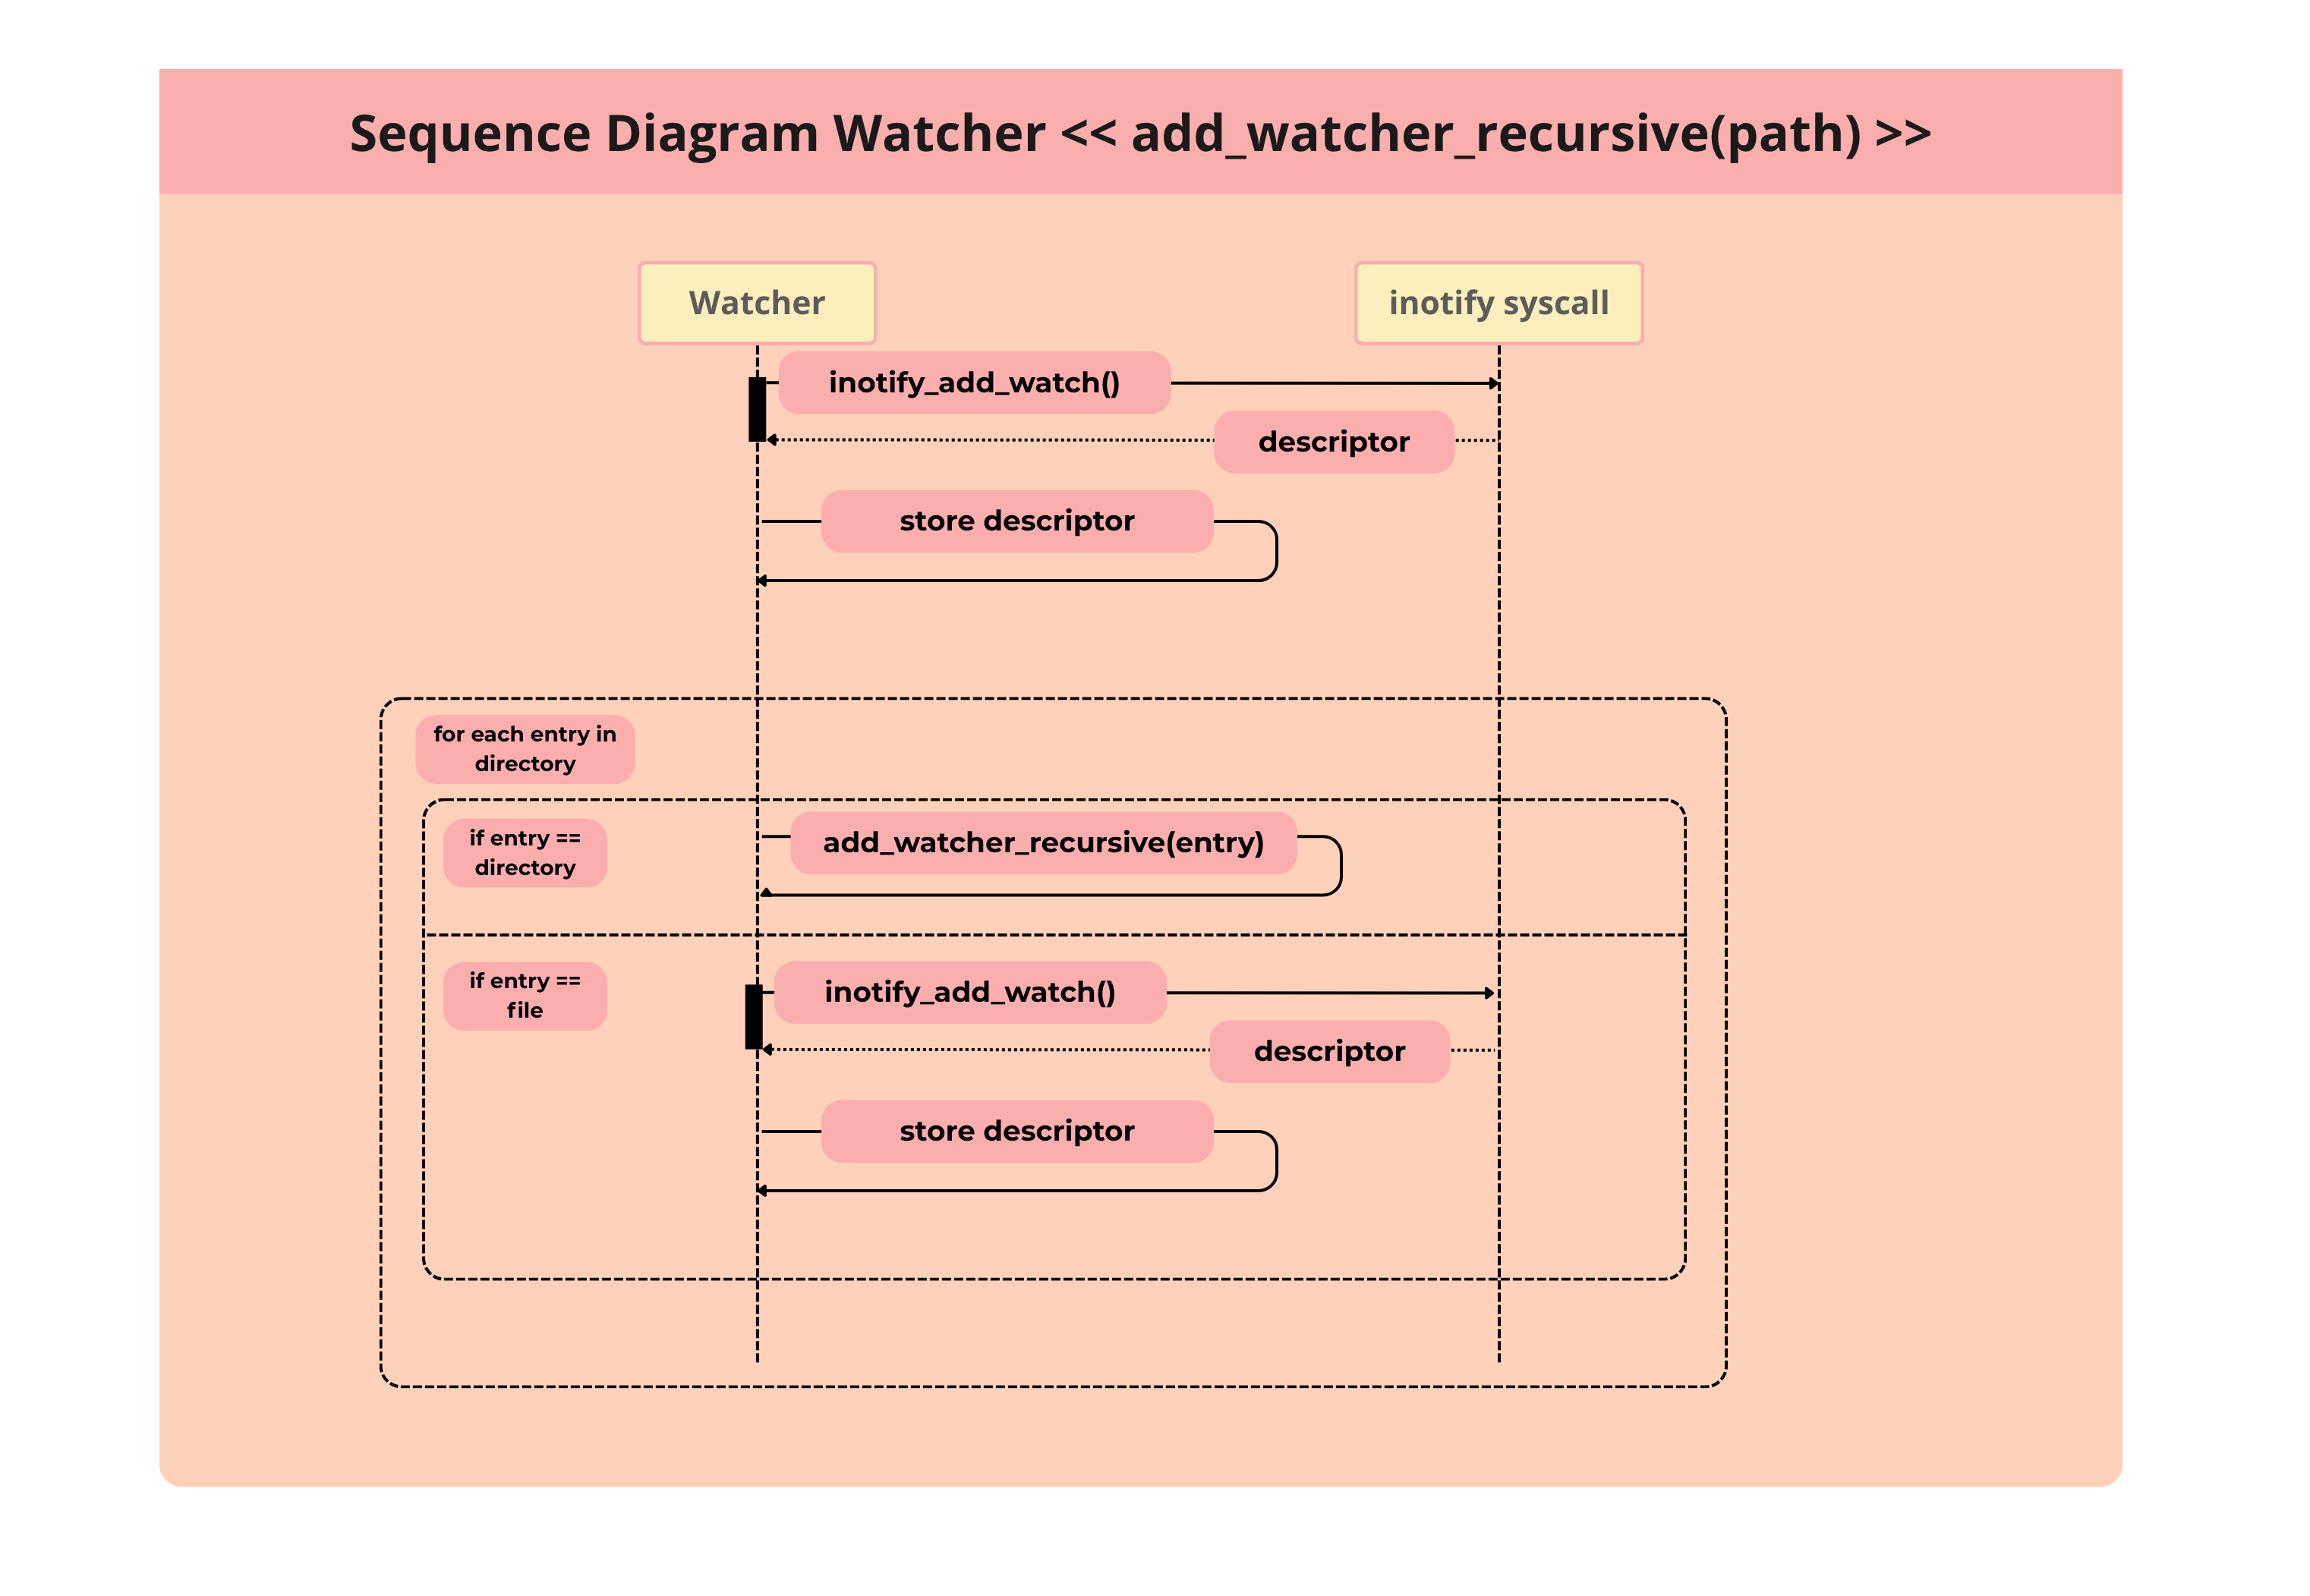 Sequence Diagram Watcher << add_watcher_recursive(path) >>
Watcher
inotify syscall
inotify_add_watch()
descriptor
store descriptor
for each entry in
directory
if entry ==
directory
add_watcher_recursive(entry)
if entry ==
file
inotify_add_watch()
descriptor
store descriptor